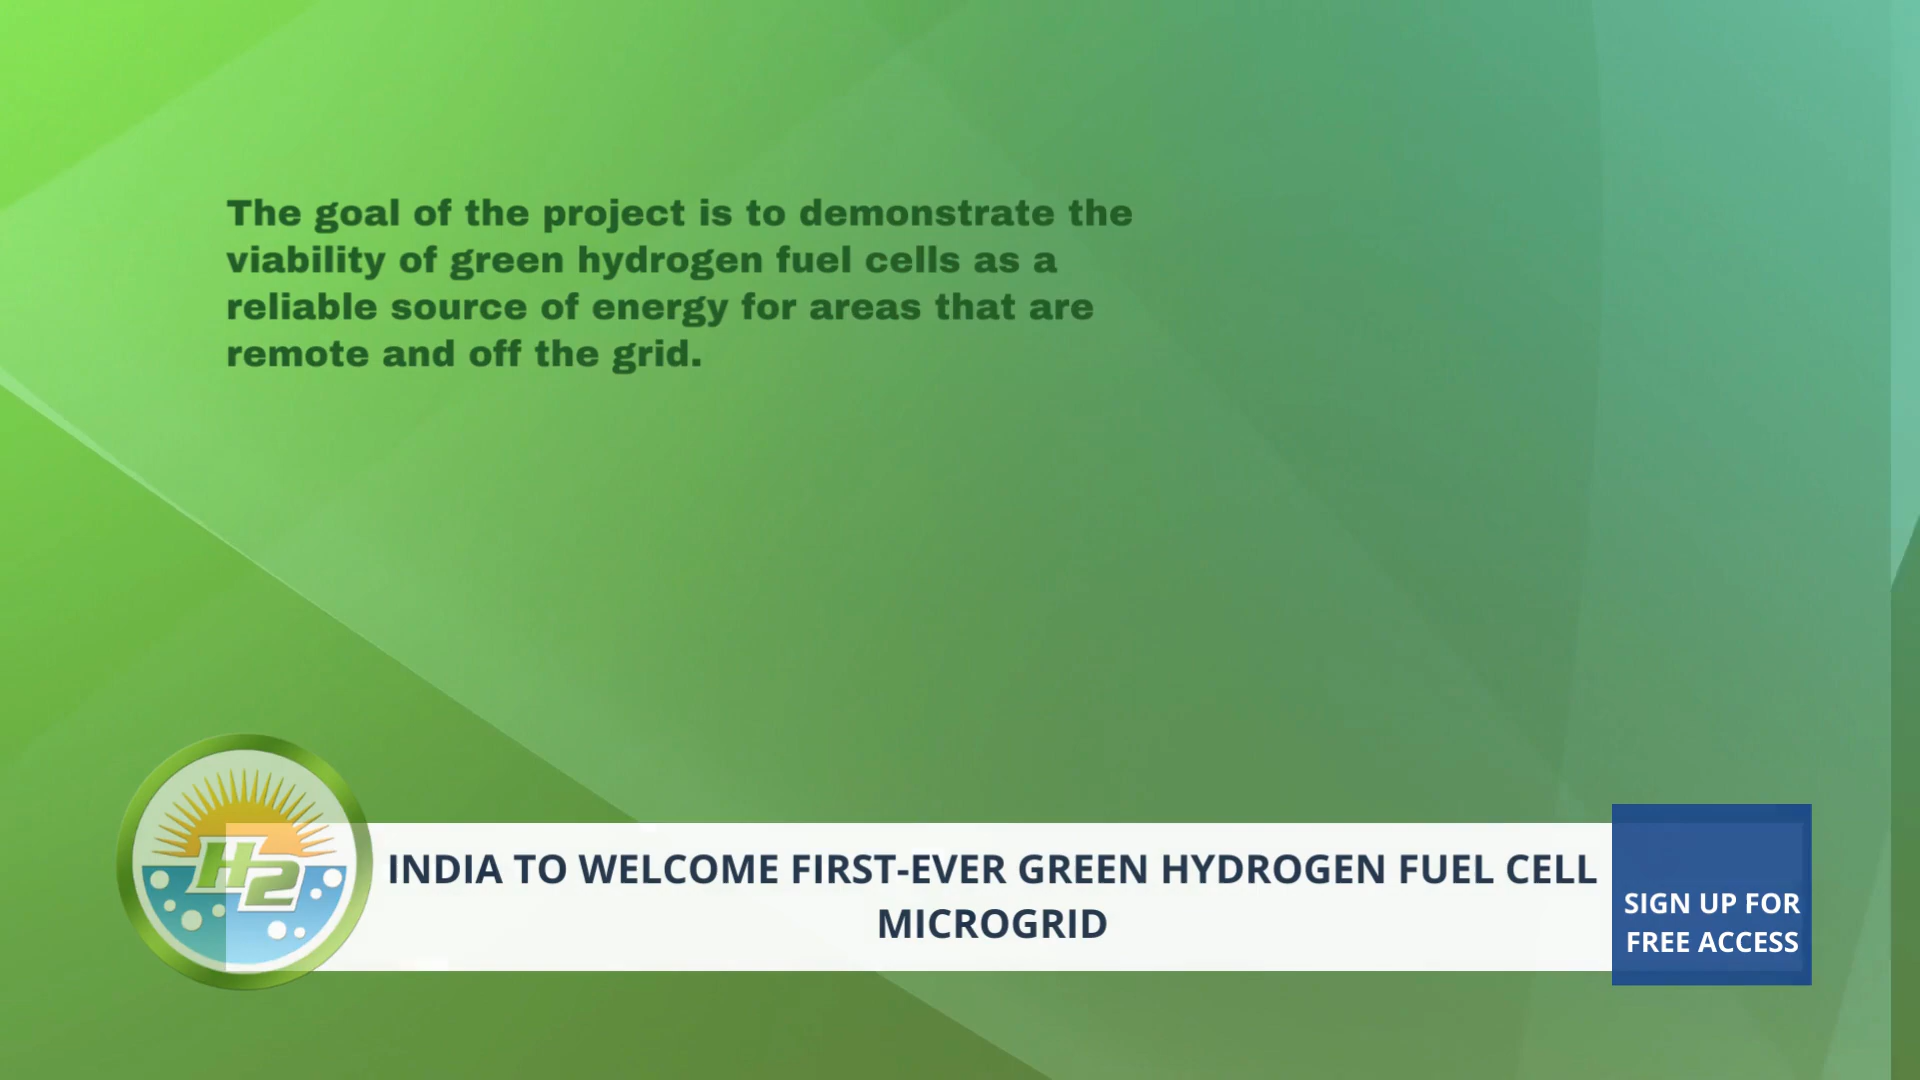 The goal of the project is to demonstrate the
viability of green hydrogen fuel cells as a
reliable source of energy for areas that are
remote and off the grid.
H2
INDIA TO WELCOME FIRST-EVER GREEN HYDROGEN FUEL CELL
MICROGRID
SIGN UP FOR
FREE ACCESS